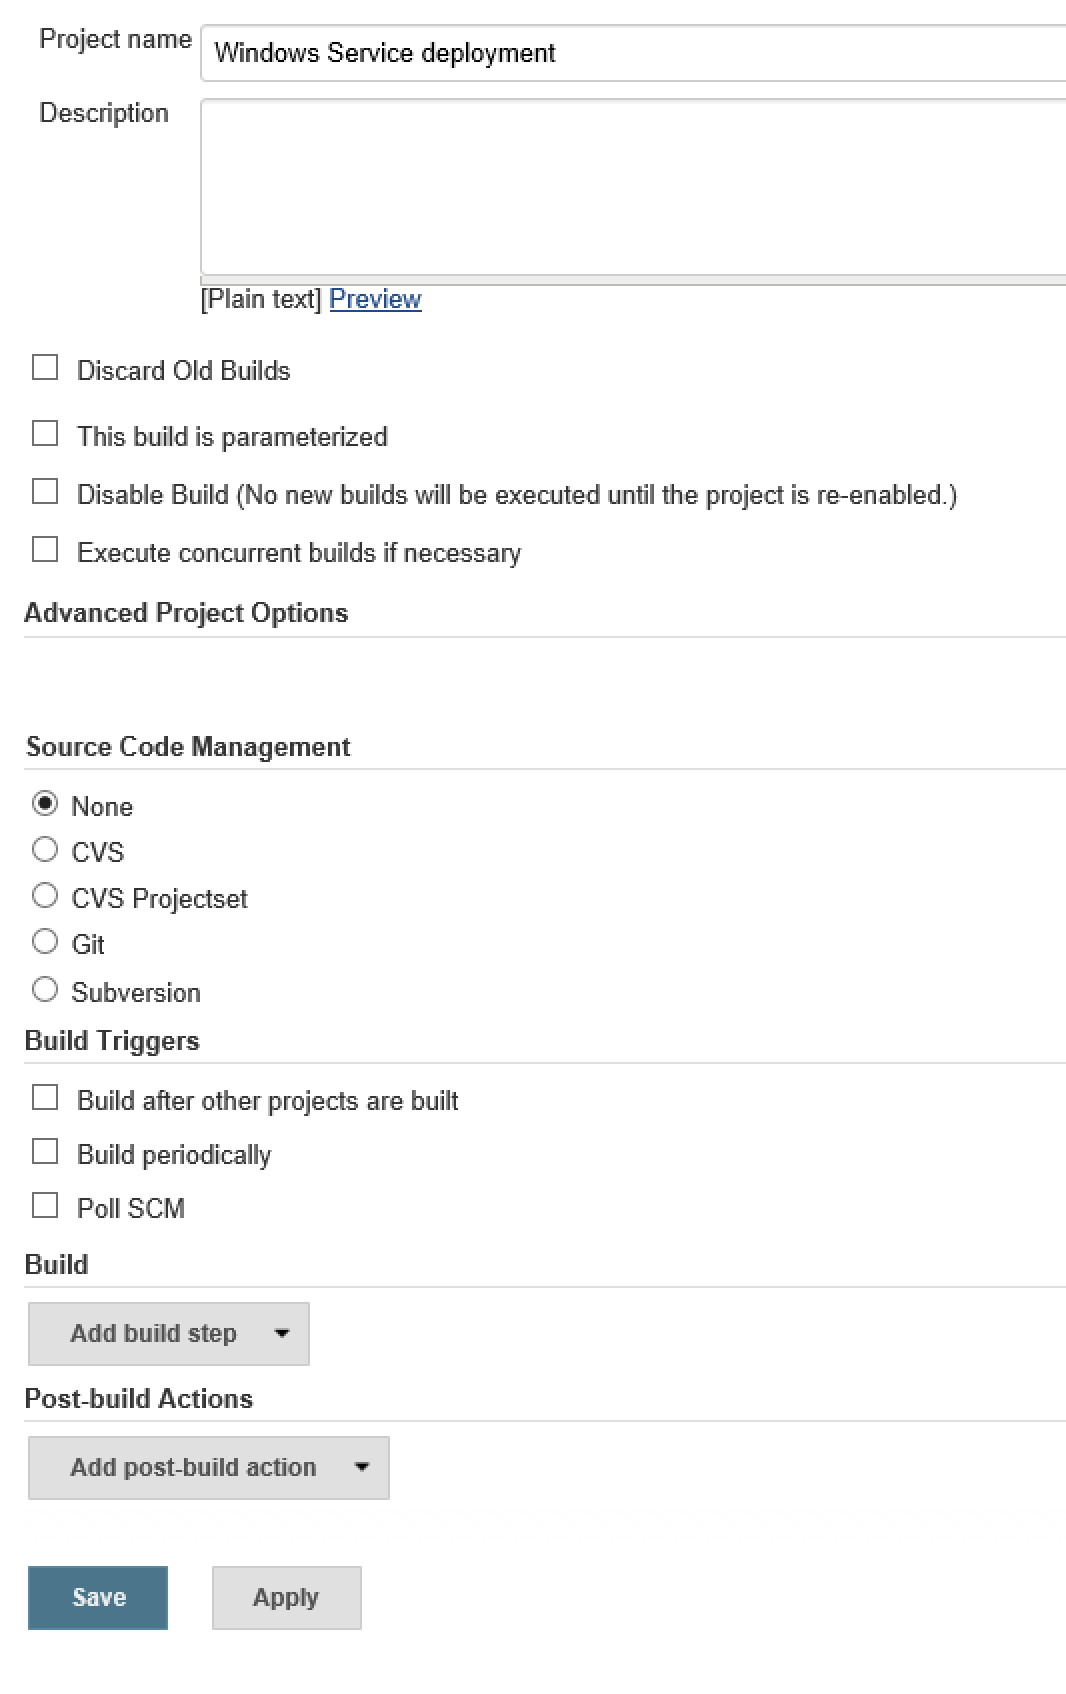 Project name Windows Service deployment
Description
[Plain text] Preview
Discard Old Builds
This build is parameterized
Disable Build (No new builds will be executed until the project is re-enabled.)
Execute concurrent builds if necessary
Advanced Project Options
Source Code Management
None
CVS
CVS Projectset
Git
Subversion
Build Triggers
Build after other projects are built
Build periodically
Poll SCM
Build
Add build step
Post-build Actions
Add post-build action
Save Apply